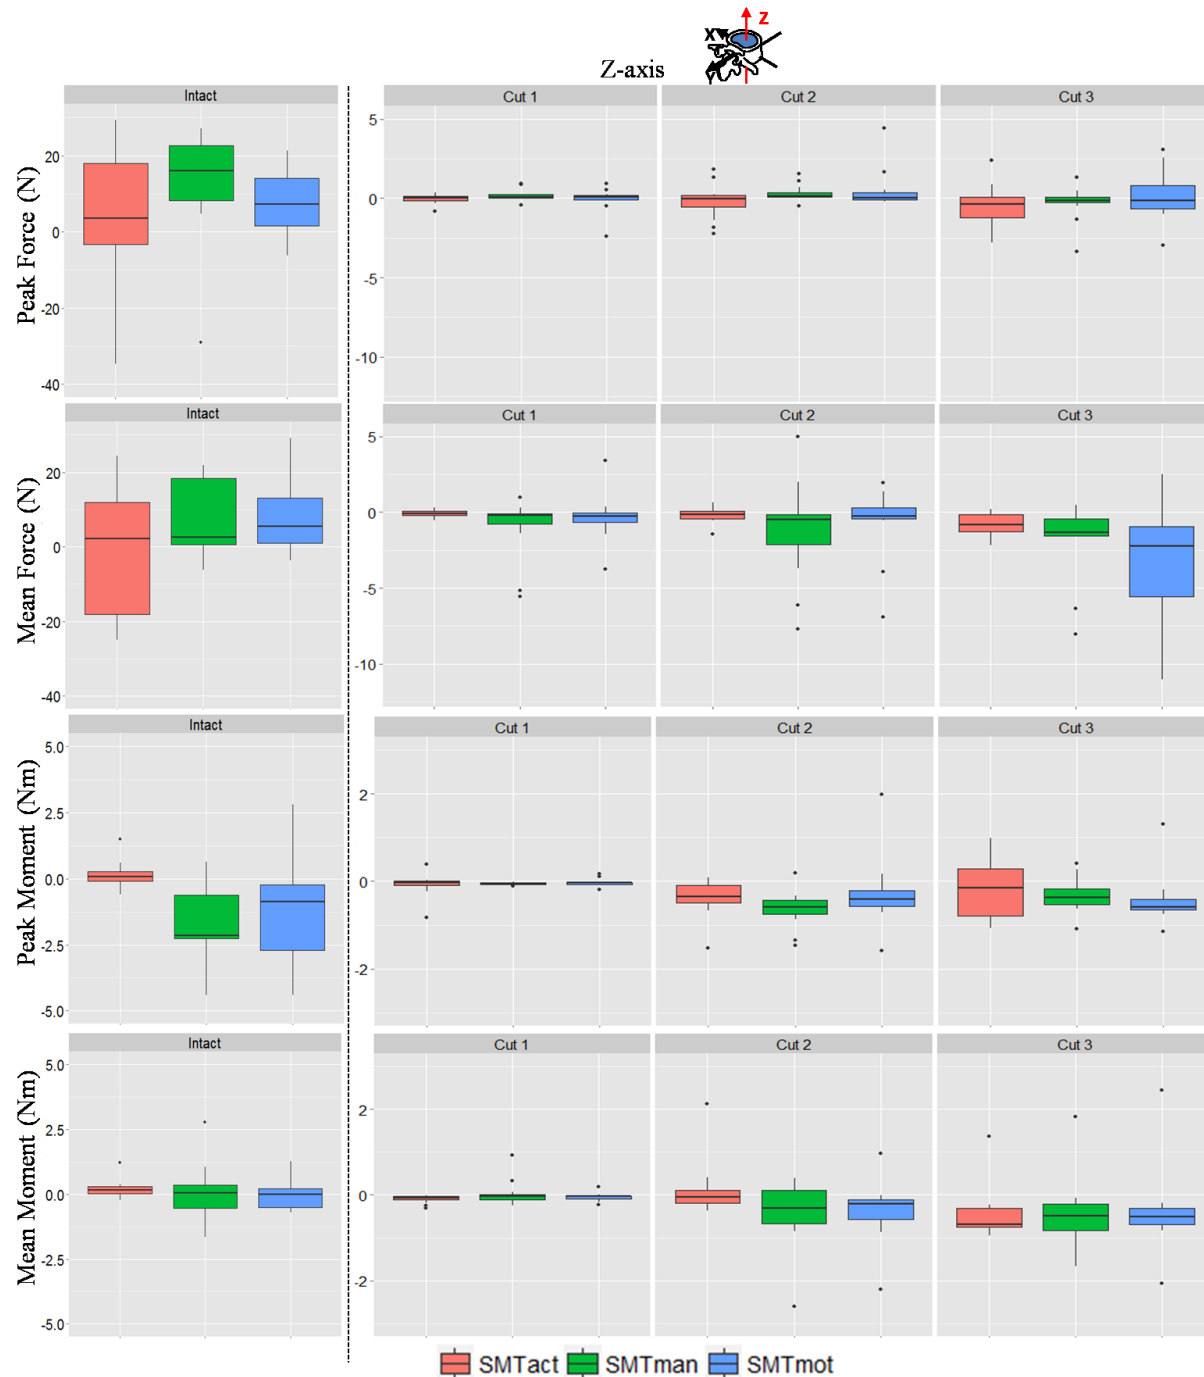 Z
X
Y
Z-axis
Intact
Cut 1
Cut 2
Cut 3
Peak Force (N)
20
0
-20
-40
5
0
-5
-10
Intact
Cut 1
Cut 2
Cut 3
Mean Force (N)
20
0
-20
-40
5
0
-5
-10
Intact
Cut 1
Cut 2
Cut 3
Peak Moment (Nm)
5.0
2.5
0.0
-2.5
-5.0
2
0
-2
Intact
Cut 1
Cut 2
Cut 3
Mean Moment (Nm)
5.0
2.5
0.0
-2.5
-5.0
2
0
-2
SMTact SMTman SMTmot